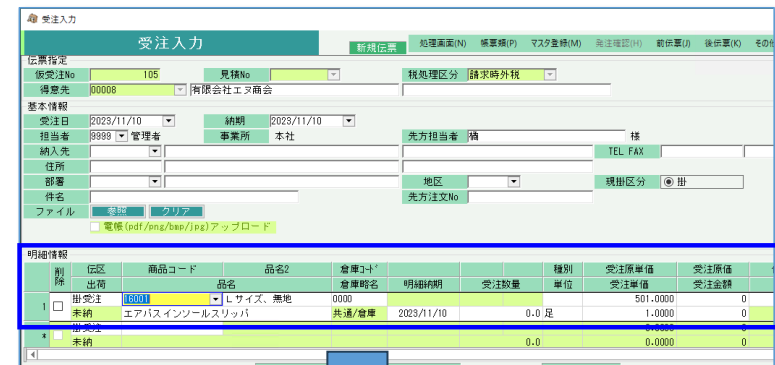 受注入力
受注入力 新規伝票 処理画面(N) 帳票類(P) マスタ登録(M) 発注確認(H) 前伝票(J) 後伝票(K) その他
伝票指定
仮受注No 105 見積No 税処理区分 請求時外税
得意先 00008 有限会社エヌ商会
基本情報
受注日 2023/11/10 納期 2023/11/10
担当者 9999 管理者 事業所 本社 先方担当者 楠 様
納入先 TEL FAX
住所
部署 地区 現掛区分 掛
件名 先方注文No
ファイル 参照 クリア
電帳(pdf/png/bmp/jpg)アップロード
明細情報
削除 伝区 商品コード 品名2 倉庫コード 種別 受注原単価 受注原価
出荷 品名 倉庫略名 明細納期 受注数量 単位 受注単価 受注金額
1 掛受注 16001 Lサイズ、無地 0000 501.0000 0
未納 エアパスインソールスリッパ 共通/倉庫 2023/11/10 0.0 足 1.0000 0
* 掛受注 0.0000 0
未納 0.0 0.0000 0